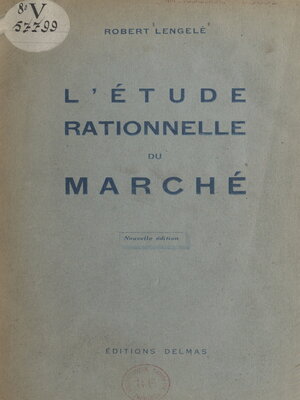 8° V
57799
ROBERT LENGELÉ
L'ÉTUDE
RATIONNELLE
DU
MARCHÉ
Nouvelle édition
ÉDITIONS DELMAS